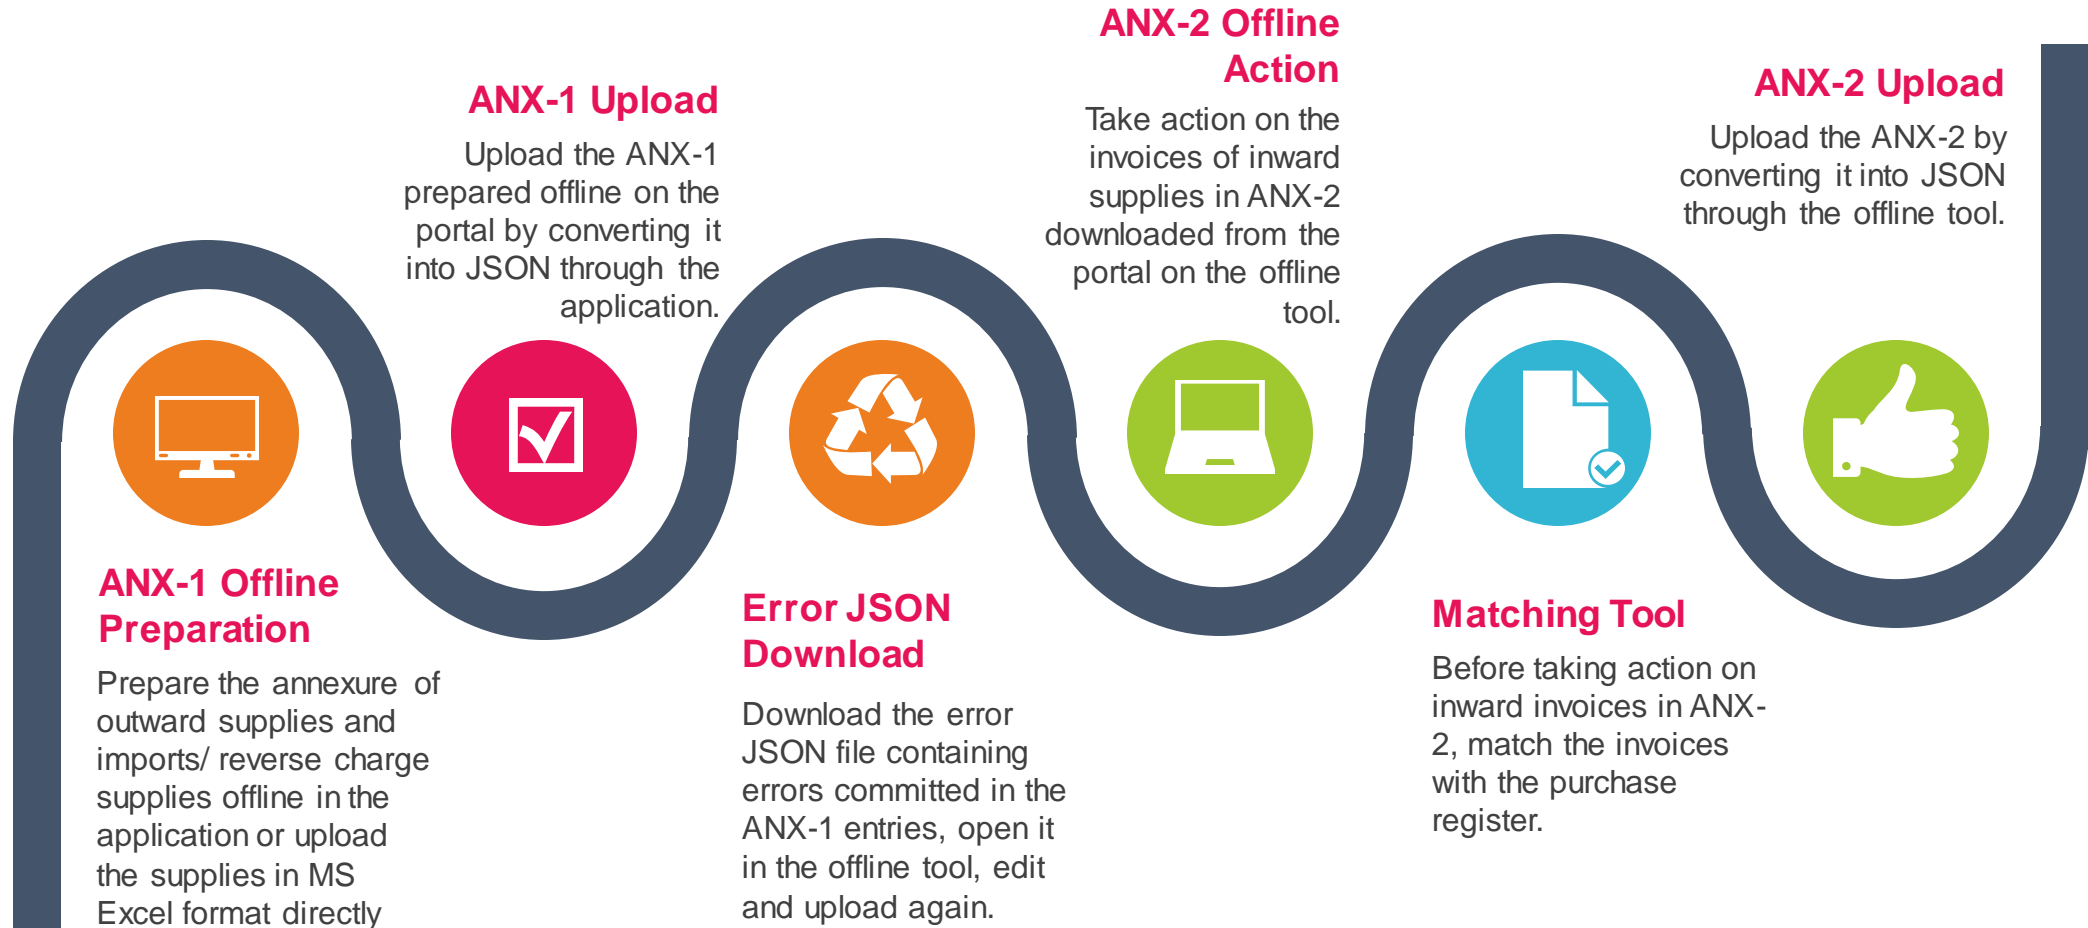 ANX-1 Offline
Preparation
Prepare the annexure of
outward supplies and
imports/ reverse charge
supplies offline in the
application or upload
the supplies in MS
Excel format directly
ANX-1 Upload
Upload the ANX-1
prepared offline on the
portal by converting it
into JSON through the
application.
Error JSON
Download
Download the error
JSON file containing
errors committed in the
ANX-1 entries, open it
in the offline tool, edit
and upload again.
ANX-2 Offline
Action
Take action on the
invoices of inward
supplies in ANX-2
downloaded from the
portal on the offline
tool.
Matching Tool
Before taking action on
inward invoices in ANX-
2, match the invoices
with the purchase
register.
ANX-2 Upload
Upload the ANX-2 by
converting it into JSON
through the offline tool.